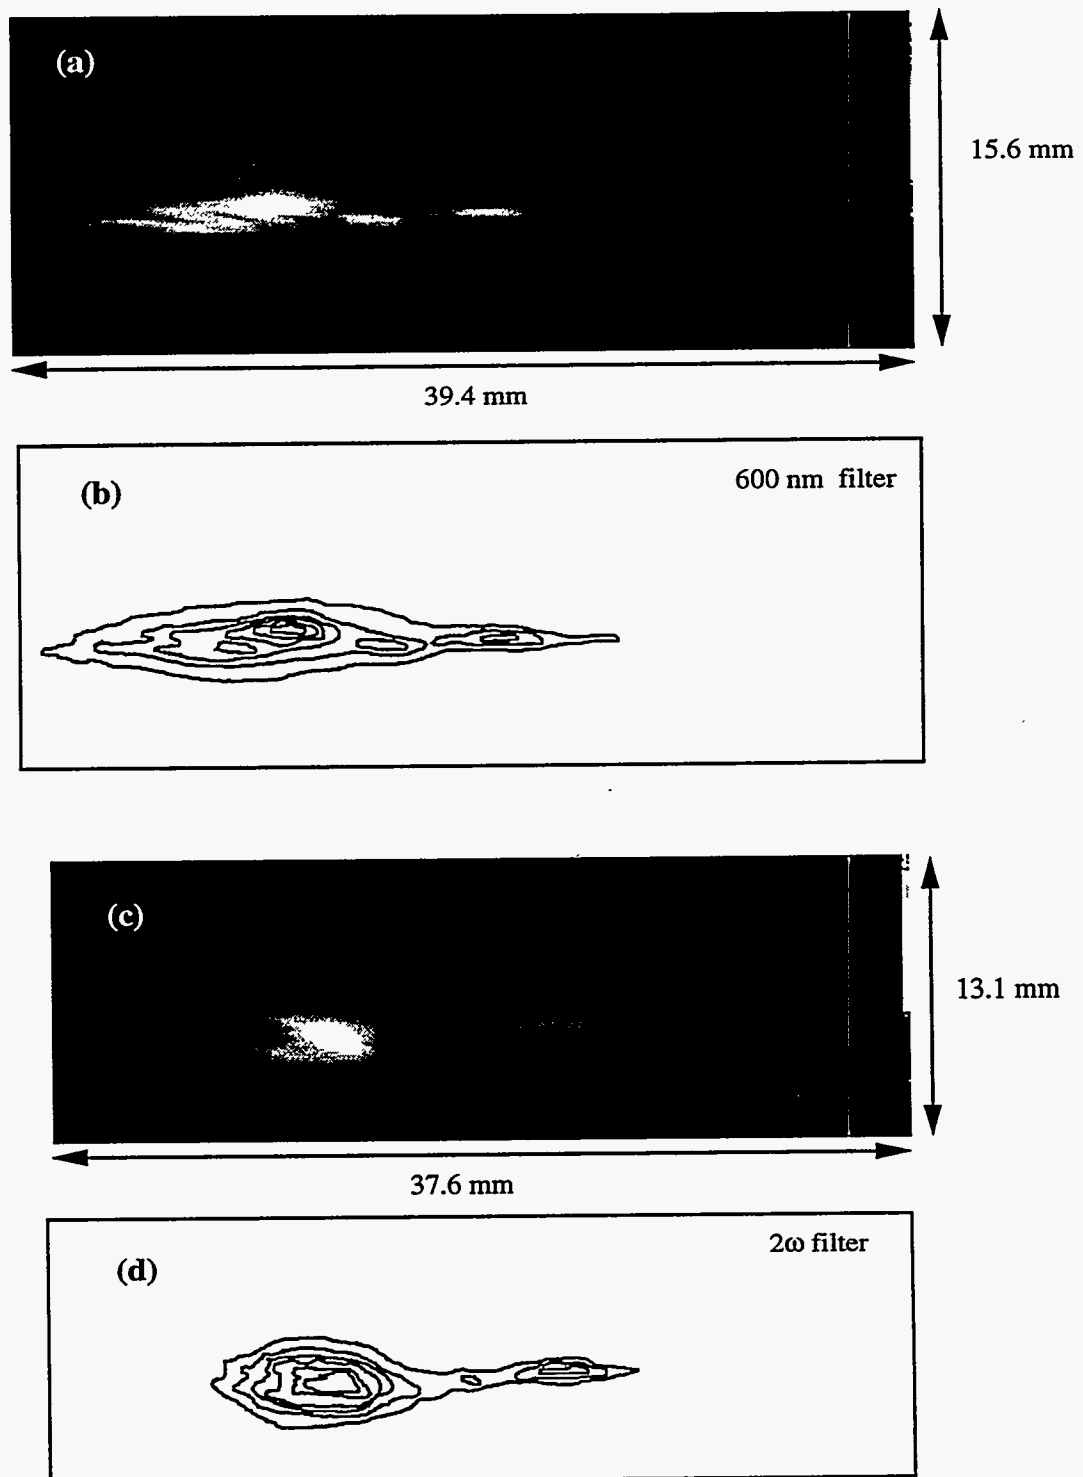 (a)
15.6 mm
39.4 mm
(b)
600 nm filter
(c)
13.1 mm
37.6 mm
2ω filter
(d)